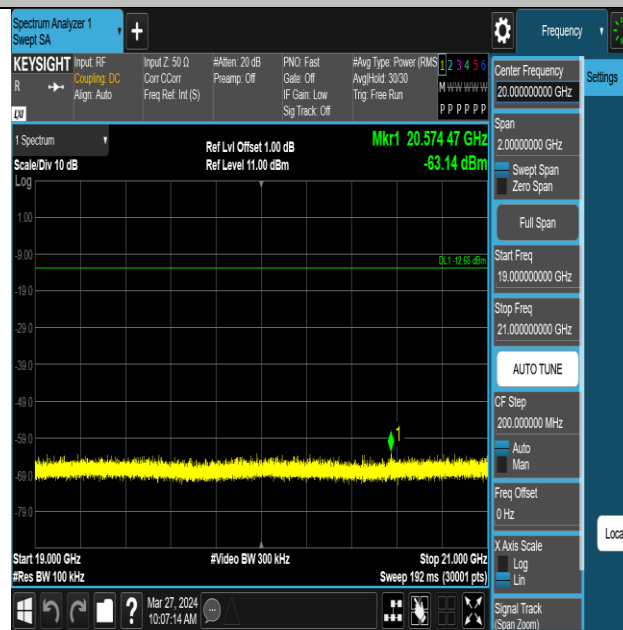 Spectrum Analyzer 1
Swept SA
Frequency
KEYSIGHT
R
LXI
Input: RF
Coupling: DC
Align: Auto
Input Z: 50 Ω
Corr CCorr
Freq Ref: Int (S)
#Atten: 20 dB
Preamp: Off
PNO: Fast
Gate: Off
IF Gain: Low
Sig Track: Off
#Avg Type: Power (RMS
Avg|Hold: 30/30
Trig: Free Run
1 2 3 4 5 6
M W W W W W
P P P P P P
1 Spectrum
Scale/Div 10 dB
Log
Ref Lvl Offset 1.00 dB
Ref Level 11.00 dBm
Mkr1 20.574 47 GHz
-63.14 dBm
1.00
-9.00
DL1 -12.68 dBm
-19.0
-29.0
-39.0
-49.0
-59.0
1
-69.0
-79.0
Start 19.000 GHz
#Res BW 100 kHz
#Video BW 300 kHz
Stop 21.000 GHz
Sweep 192 ms (30001 pts)
?
Mar 27, 2024
10:07:14 AM
Center Frequency
20.000000000 GHz
Span
2.00000000 GHz
Swept Span
Zero Span
Full Span
Start Freq
19.000000000 GHz
Stop Freq
21.000000000 GHz
AUTO TUNE
CF Step
200.000000 MHz
Auto
Man
Freq Offset
0 Hz
X Axis Scale
Log
Lin
Signal Track
(Span Zoom)
Settings
Loca